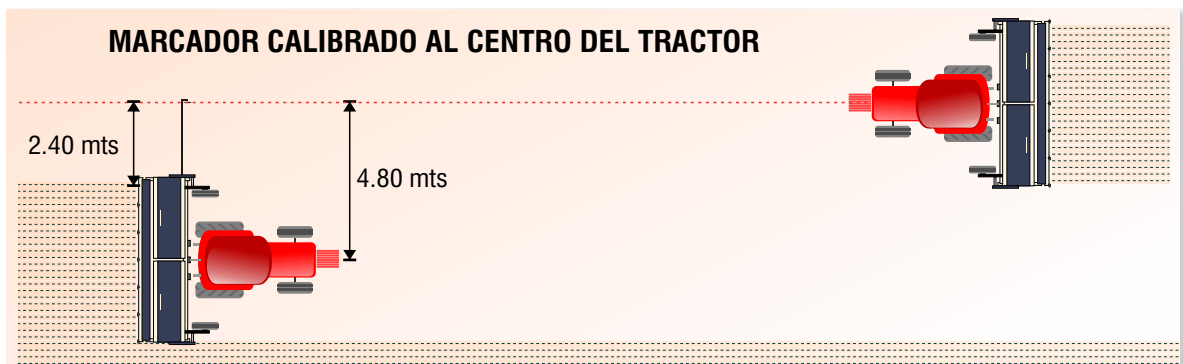 MARCADOR CALIBRADO AL CENTRO DEL TRACTOR
2.40 mts
4.80 mts